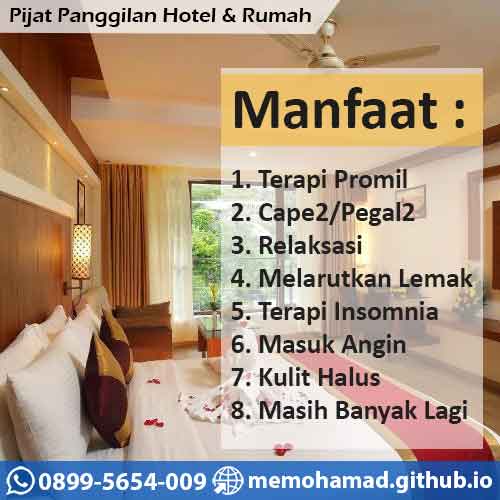 Pijat Panggilan Hotel & Rumah
Manfaat :
1. Terapi Promil
2. Cape2/Pegal2
3. Relaksasi
4. Melarutkan Lemak
5. Terapi Insomnia
6. Masuk Angin
7. Kulit Halus
8. Masih Banyak Lagi
0899-5654-009 memohamad.github.io